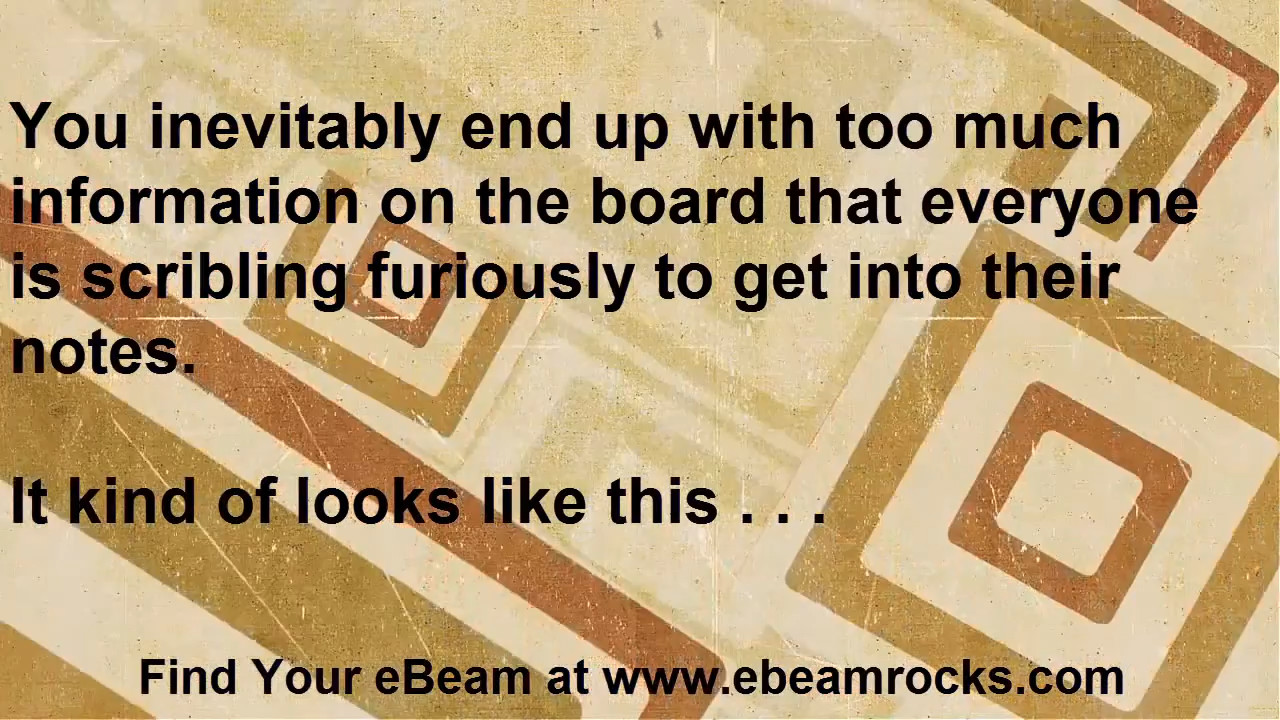 You inevitably end up with too much
information on the board that everyone
is scribling furiously to get into their
notes.
It kind of looks like this . . .
Find Your eBeam at www.ebeamrocks.com